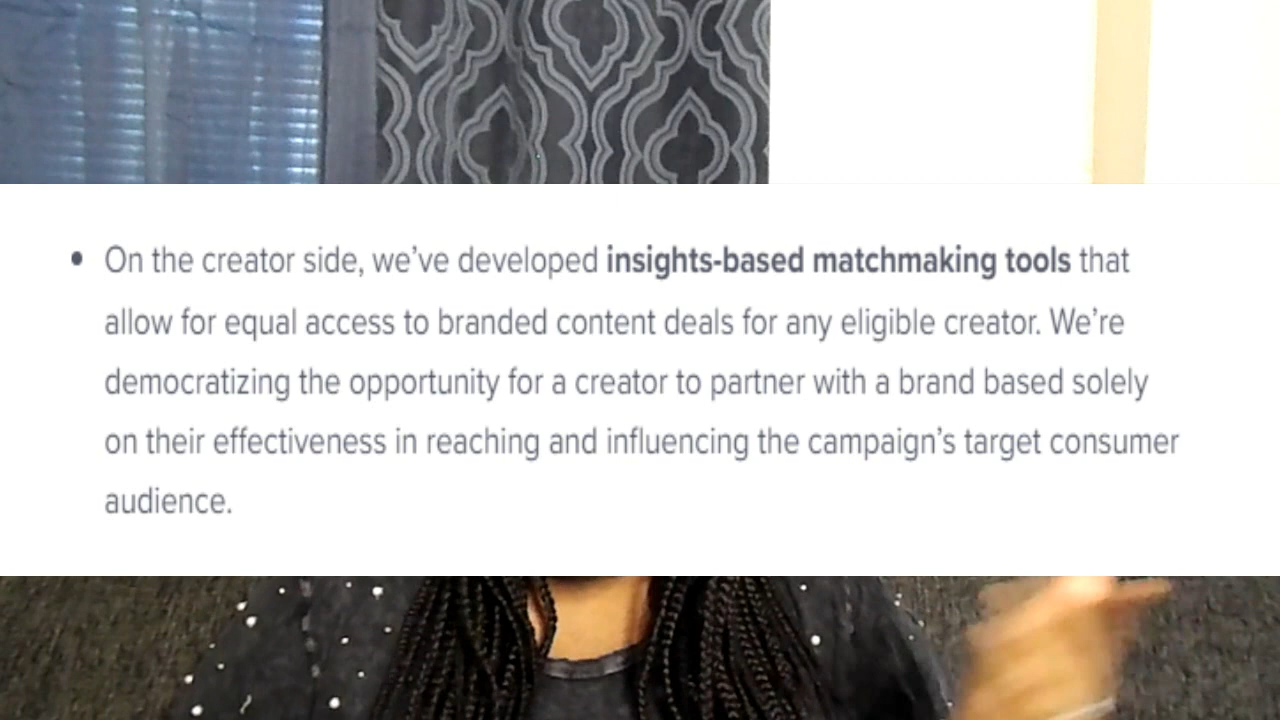 • On the creator side, we’ve developed insights-based matchmaking tools that
allow for equal access to branded content deals for any eligible creator. We’re
democratizing the opportunity for a creator to partner with a brand based solely
on their effectiveness in reaching and influencing the campaign’s target consumer
audience.